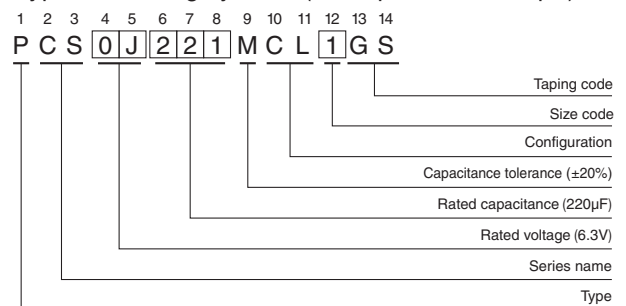 1 2 3 4 5 6 7 8 9 10 11 12 13 14
P C S 0 J 2 2 1 M C L 1 G S
Taping code
Size code
Configuration
Capacitance tolerance (±20%)
Rated capacitance (220μF)
Rated voltage (6.3V)
Series name
Type